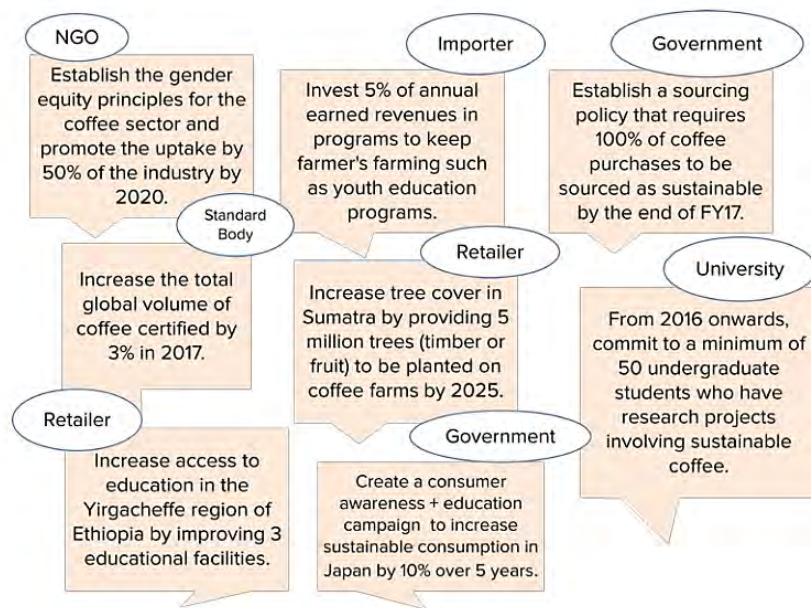 NGO
Establish the gender
equity principles for the
coffee sector and
promote the uptake by
50% of the industry by
2020.
Importer
Invest 5% of annual
earned revenues in
programs to keep
farmer's farming such
as youth education
programs.
Government
Establish a sourcing
policy that requires
100% of coffee
purchases to be
sourced as sustainable
by the end of FY17.
Standard
Body
Increase the total
global volume of
coffee certified by
3% in 2017.
Retailer
Increase tree cover in
Sumatra by providing 5
million trees (timber or
fruit) to be planted on
coffee farms by 2025.
University
From 2016 onwards,
commit to a minimum of
50 undergraduate
students who have
research projects
involving sustainable
coffee.
Retailer
Increase access to
education in the
Yirgacheffe region of
Ethiopia by improving 3
educational facilities.
Government
Create a consumer
awareness + education
campaign to increase
sustainable consumption in
Japan by 10% over 5 years.